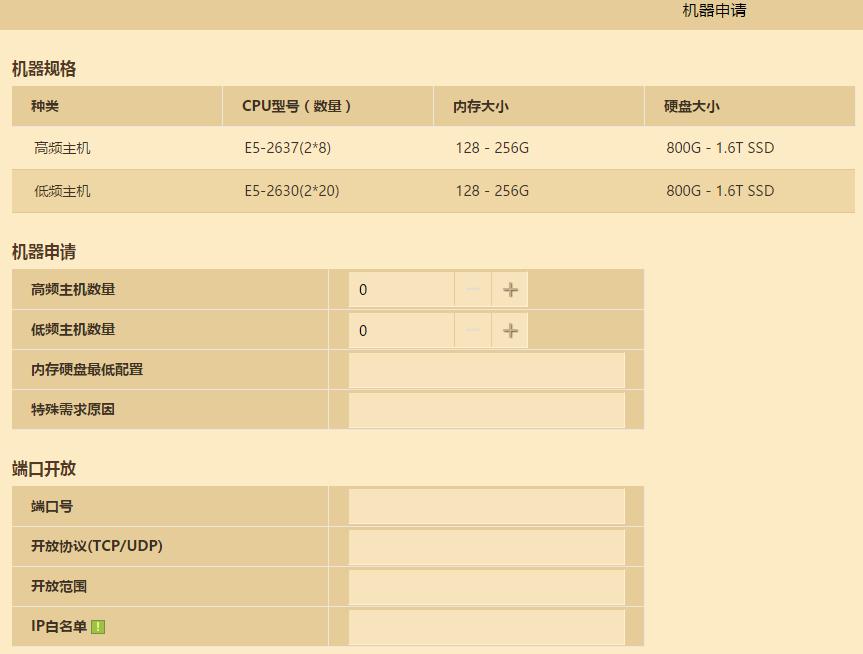 机器申请
机器规格
种类 CPU型号（数量） 内存大小 硬盘大小
高频主机 E5-2637(2*8) 128 - 256G 800G - 1.6T SSD
低频主机 E5-2630(2*20) 128 - 256G 800G - 1.6T SSD
机器申请
高频主机数量 0
低频主机数量 0
内存硬盘最低配置
特殊需求原因
端口开放
端口号
开放协议(TCP/UDP)
开放范围
IP白名单 !